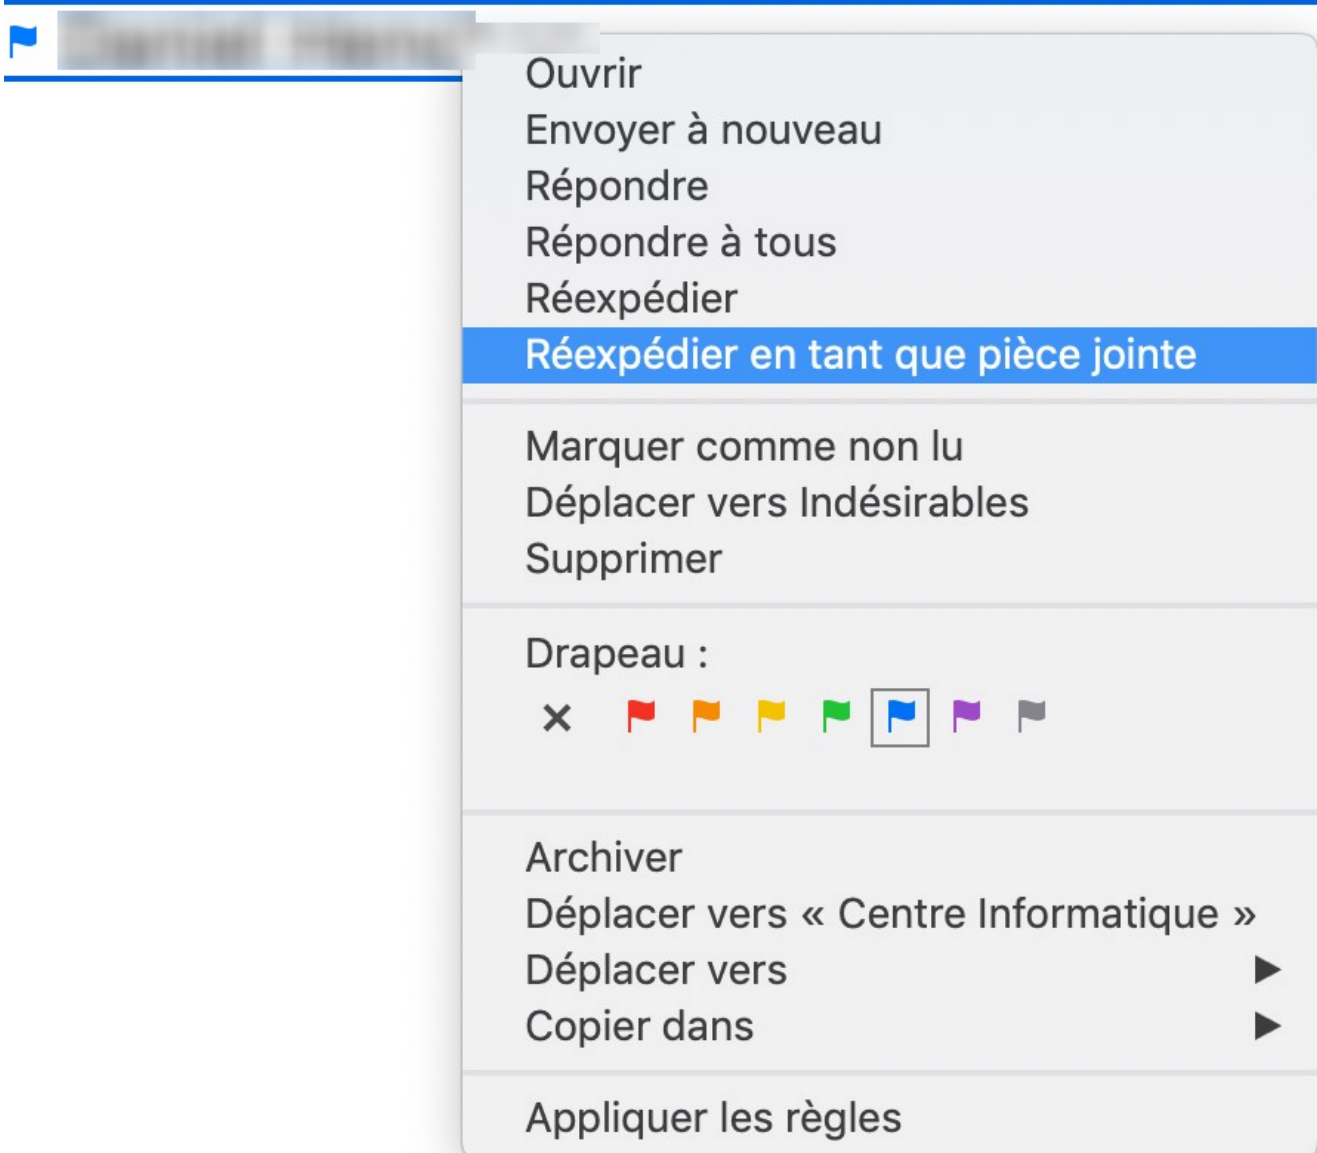 Ouvrir
Envoyer à nouveau
Répondre
Répondre à tous
Réexpédier
Réexpédier en tant que pièce jointe
Marquer comme non lu
Déplacer vers Indésirables
Supprimer
Drapeau :
Archiver
Déplacer vers « Centre Informatique »
Déplacer vers
Copier dans
Appliquer les règles